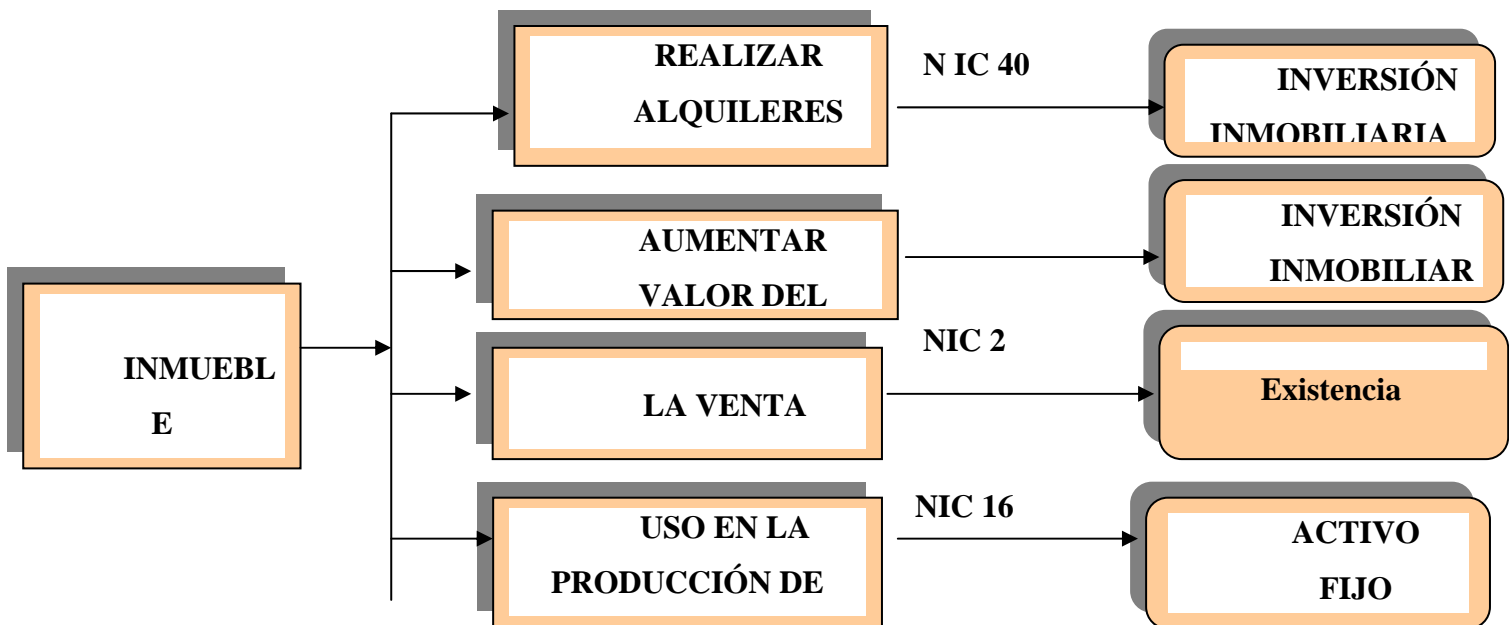 REALIZAR
ALQUILERES
N IC 40
INVERSIÓN
INMOBILIARIA
AUMENTAR
VALOR DEL
INVERSIÓN
INMOBILIAR
INMUEBL
E
LA VENTA
NIC 2
Existencia
USO EN LA
PRODUCCIÓN DE
NIC 16
ACTIVO
FIJO